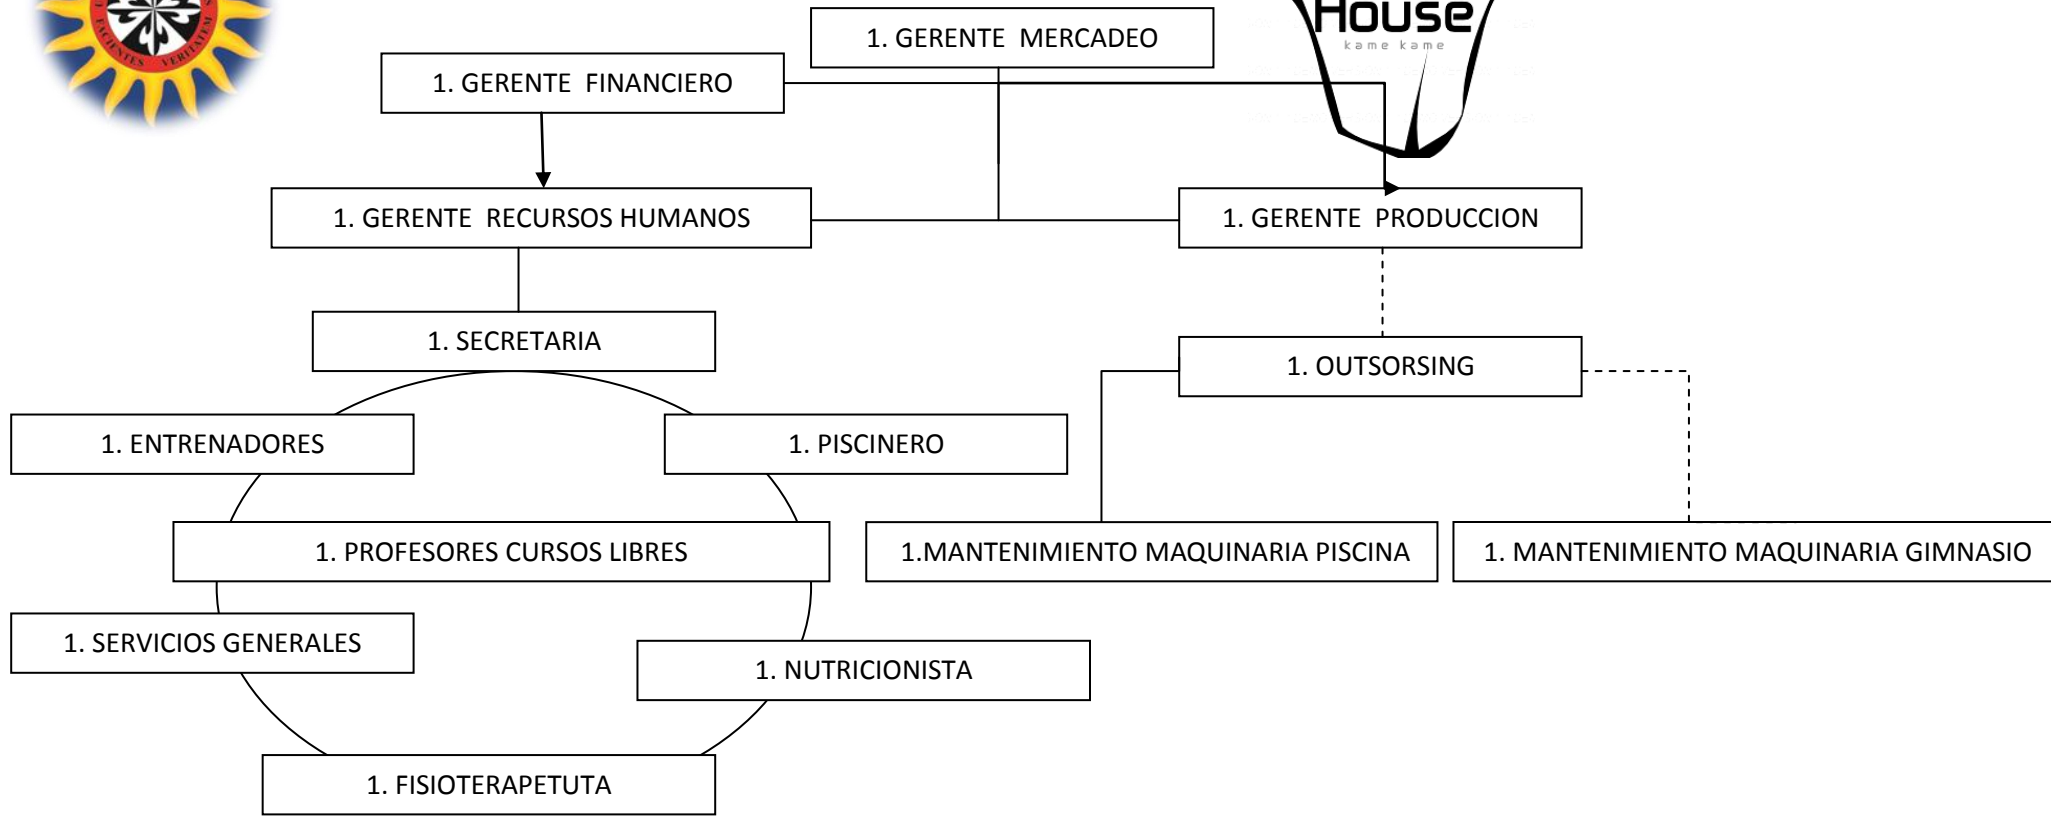 FACIENTES VERITATEM
House
kame kame
1. GERENTE MERCADEO
1. GERENTE FINANCIERO
1. GERENTE RECURSOS HUMANOS
1. GERENTE PRODUCCION
1. SECRETARIA
1. OUTSORSING
1. ENTRENADORES
1. PISCINERO
1. PROFESORES CURSOS LIBRES
1.MANTENIMIENTO MAQUINARIA PISCINA
1. MANTENIMIENTO MAQUINARIA GIMNASIO
1. SERVICIOS GENERALES
1. NUTRICIONISTA
1. FISIOTERAPETUTA